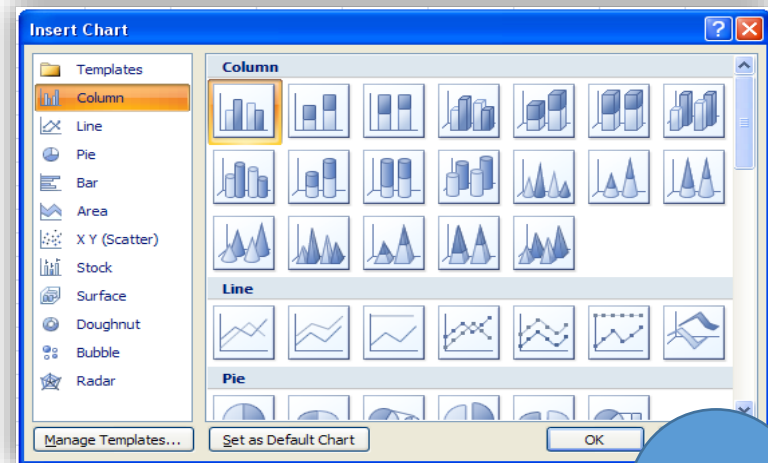 Insert Chart
Templates
Column
Line
Pie
Bar
Area
X Y (Scatter)
Stock
Surface
Doughnut
Bubble
Radar
Column
Line
Pie
Manage Templates...
Set as Default Chart
OK